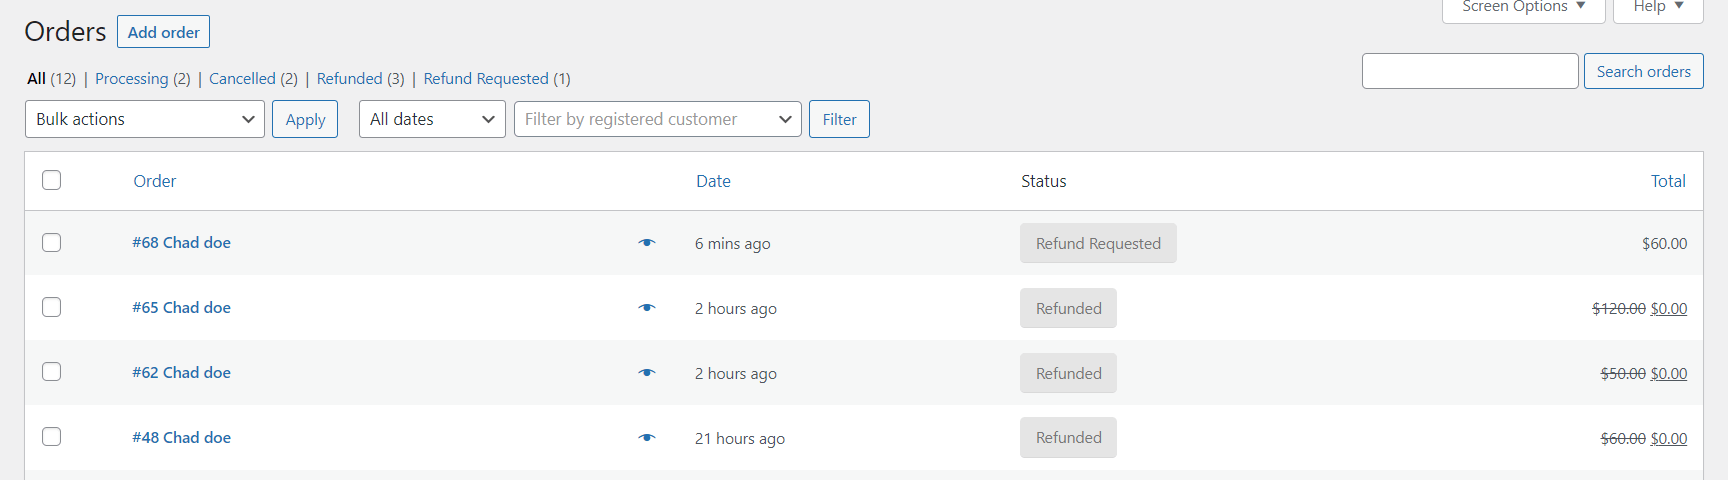 Screen Options ▼ Help ▼
Orders Add order
All (12) | Processing (2) | Cancelled (2) | Refunded (3) | Refund Requested (1)
Search orders
Bulk actions Apply All dates Filter by registered customer Filter
Order Date Status Total
#68 Chad doe 6 mins ago Refund Requested $60.00
#65 Chad doe 2 hours ago Refunded $120.00 $0.00
#62 Chad doe 2 hours ago Refunded $50.00 $0.00
#48 Chad doe 21 hours ago Refunded $60.00 $0.00